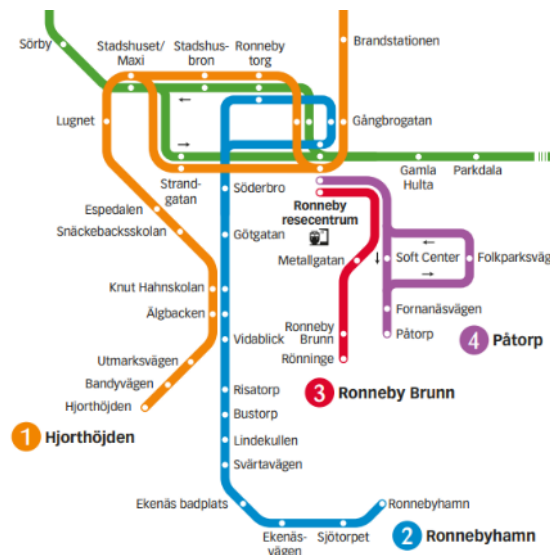 Sörby
Stadshuset/
Maxi
Stadshus-
bron
Ronneby
torg
Brandstationen
Lugnet
Gångbrogatan
Strand-
gatan
Söderbro
Gamla
Hulta
Parkdala
Ronneby
resecentrum
Espedalen
Snäckebacksskolan
Götgatan
Metallgatan
Soft Center
Folkparksväg
Knut Hahnskolan
Älgbacken
Fornanäsvägen
Vidablick
Ronneby
Brunn
Påtorp
4 Påtorp
Rönninge
Utmarksvägen
Bandyvägen
Hjorthöjden
Risatorp
3 Ronneby Brunn
Bustorp
1 Hjorthöjden
Lindekullen
Svärtavägen
Ekenäs badplats
Ronnebyhamn
Ekenäs-
vägen
Sjötorpet
2 Ronnebyhamn